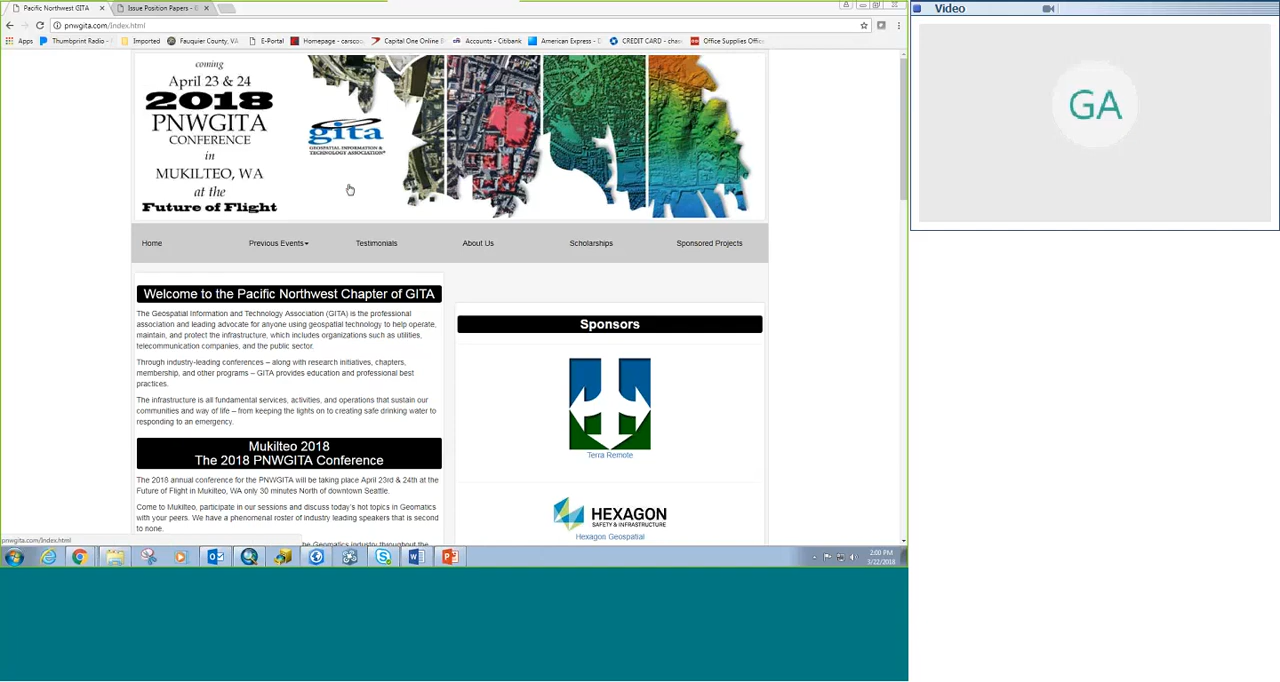 Pacific Northwest GITA
Issue Position Papers -
pnwgita.com/index.html
Apps
Thumbprint Radio -
Imported
Fauquier County, VA
E-Portal
Homepage - carsco
Capital One Online B
Accounts - Citibank
American Express -
CREDIT CARD - chas
Office Supplies Offi
coming
April 23 & 24
2018
PNWGITA
CONFERENCE
in
MUKILTEO, WA
at the
Future of Flight
gita
GEOSPATIAL INFORMATION &
TECHNOLOGY ASSOCIATION
Home
Previous Events
Testimonials
About Us
Scholarships
Sponsored Projects
Welcome to the Pacific Northwest Chapter of GITA
The Geospatial Information and Technology Association (GITA) is the professional
association and leading advocate for anyone using geospatial technology to help operate,
maintain, and protect the infrastructure, which includes organizations such as utilities,
telecommunication companies, and the public sector.
Through industry-leading conferences – along with research initiatives, chapters,
membership, and other programs – GITA provides education and professional best
practices.
The infrastructure is all fundamental services, activities, and operations that sustain our
communities and way of life – from keeping the lights on to creating safe drinking water to
responding to an emergency.
Mukilteo 2018
The 2018 PNWGITA Conference
The 2018 annual conference for the PNWGITA will be taking place April 23rd & 24th at the
Future of Flight in Mukilteo, WA only 30 minutes North of downtown Seattle.
Come to Mukilteo, participate in our sessions and discuss today's hot topics in Geomatics
with your peers. We have a phenomenal roster of industry leading speakers that is second
to none.
the Geomatics industry throughout the
Sponsors
Terra Remote
HEXAGON
SAFETY & INFRASTRUCTURE
Hexagon Geospatial
pnwgita.com/index.html
2:00 PM
3/22/2018
Video
GA